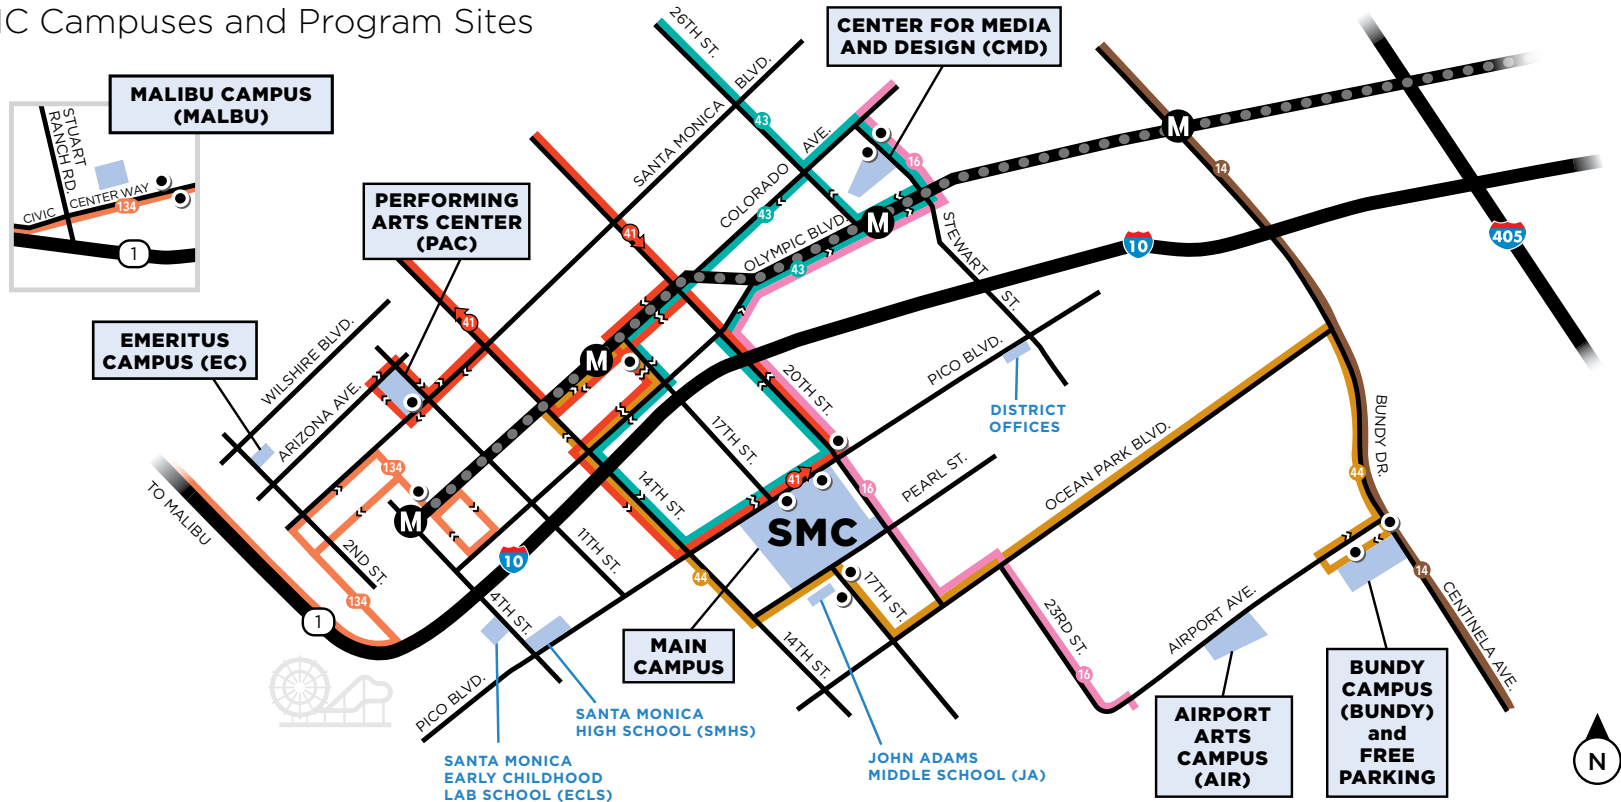 IC Campuses and Program Sites
MALIBU CAMPUS
(MALBU)
STUART
RANCH RD.
CIVIC CENTER WAY
134
1
CENTER FOR MEDIA
AND DESIGN (CMD)
26TH ST.
SANTA MONICA BLVD.
43
COLORADO AVE.
43
16
M
14
PERFORMING
ARTS CENTER
(PAC)
41
OLYMPIC BLVD.
M
43
STEWART ST.
10
405
EMERITUS
CAMPUS (EC)
41
WILSHIRE BLVD.
ARIZONA AVE.
M
20TH ST.
PICO BLVD.
DISTRICT
OFFICES
17TH ST.
BUNDY DR.
TO MALIBU
134
M
2ND ST.
134
1
10
11TH ST.
14TH ST.
41
16
PEARL ST.
OCEAN PARK BLVD.
44
SMC
44
4TH ST.
17TH ST.
14TH ST.
23RD ST.
16
AIRPORT AVE.
14
CENTINELA AVE.
PICO BLVD.
MAIN
CAMPUS
SANTA MONICA
HIGH SCHOOL (SMHS)
SANTA MONICA
EARLY CHILDHOOD
LAB SCHOOL (ECLS)
JOHN ADAMS
MIDDLE SCHOOL (JA)
AIRPORT
ARTS
CAMPUS
(AIR)
BUNDY
CAMPUS
(BUNDY)
and
FREE
PARKING
N